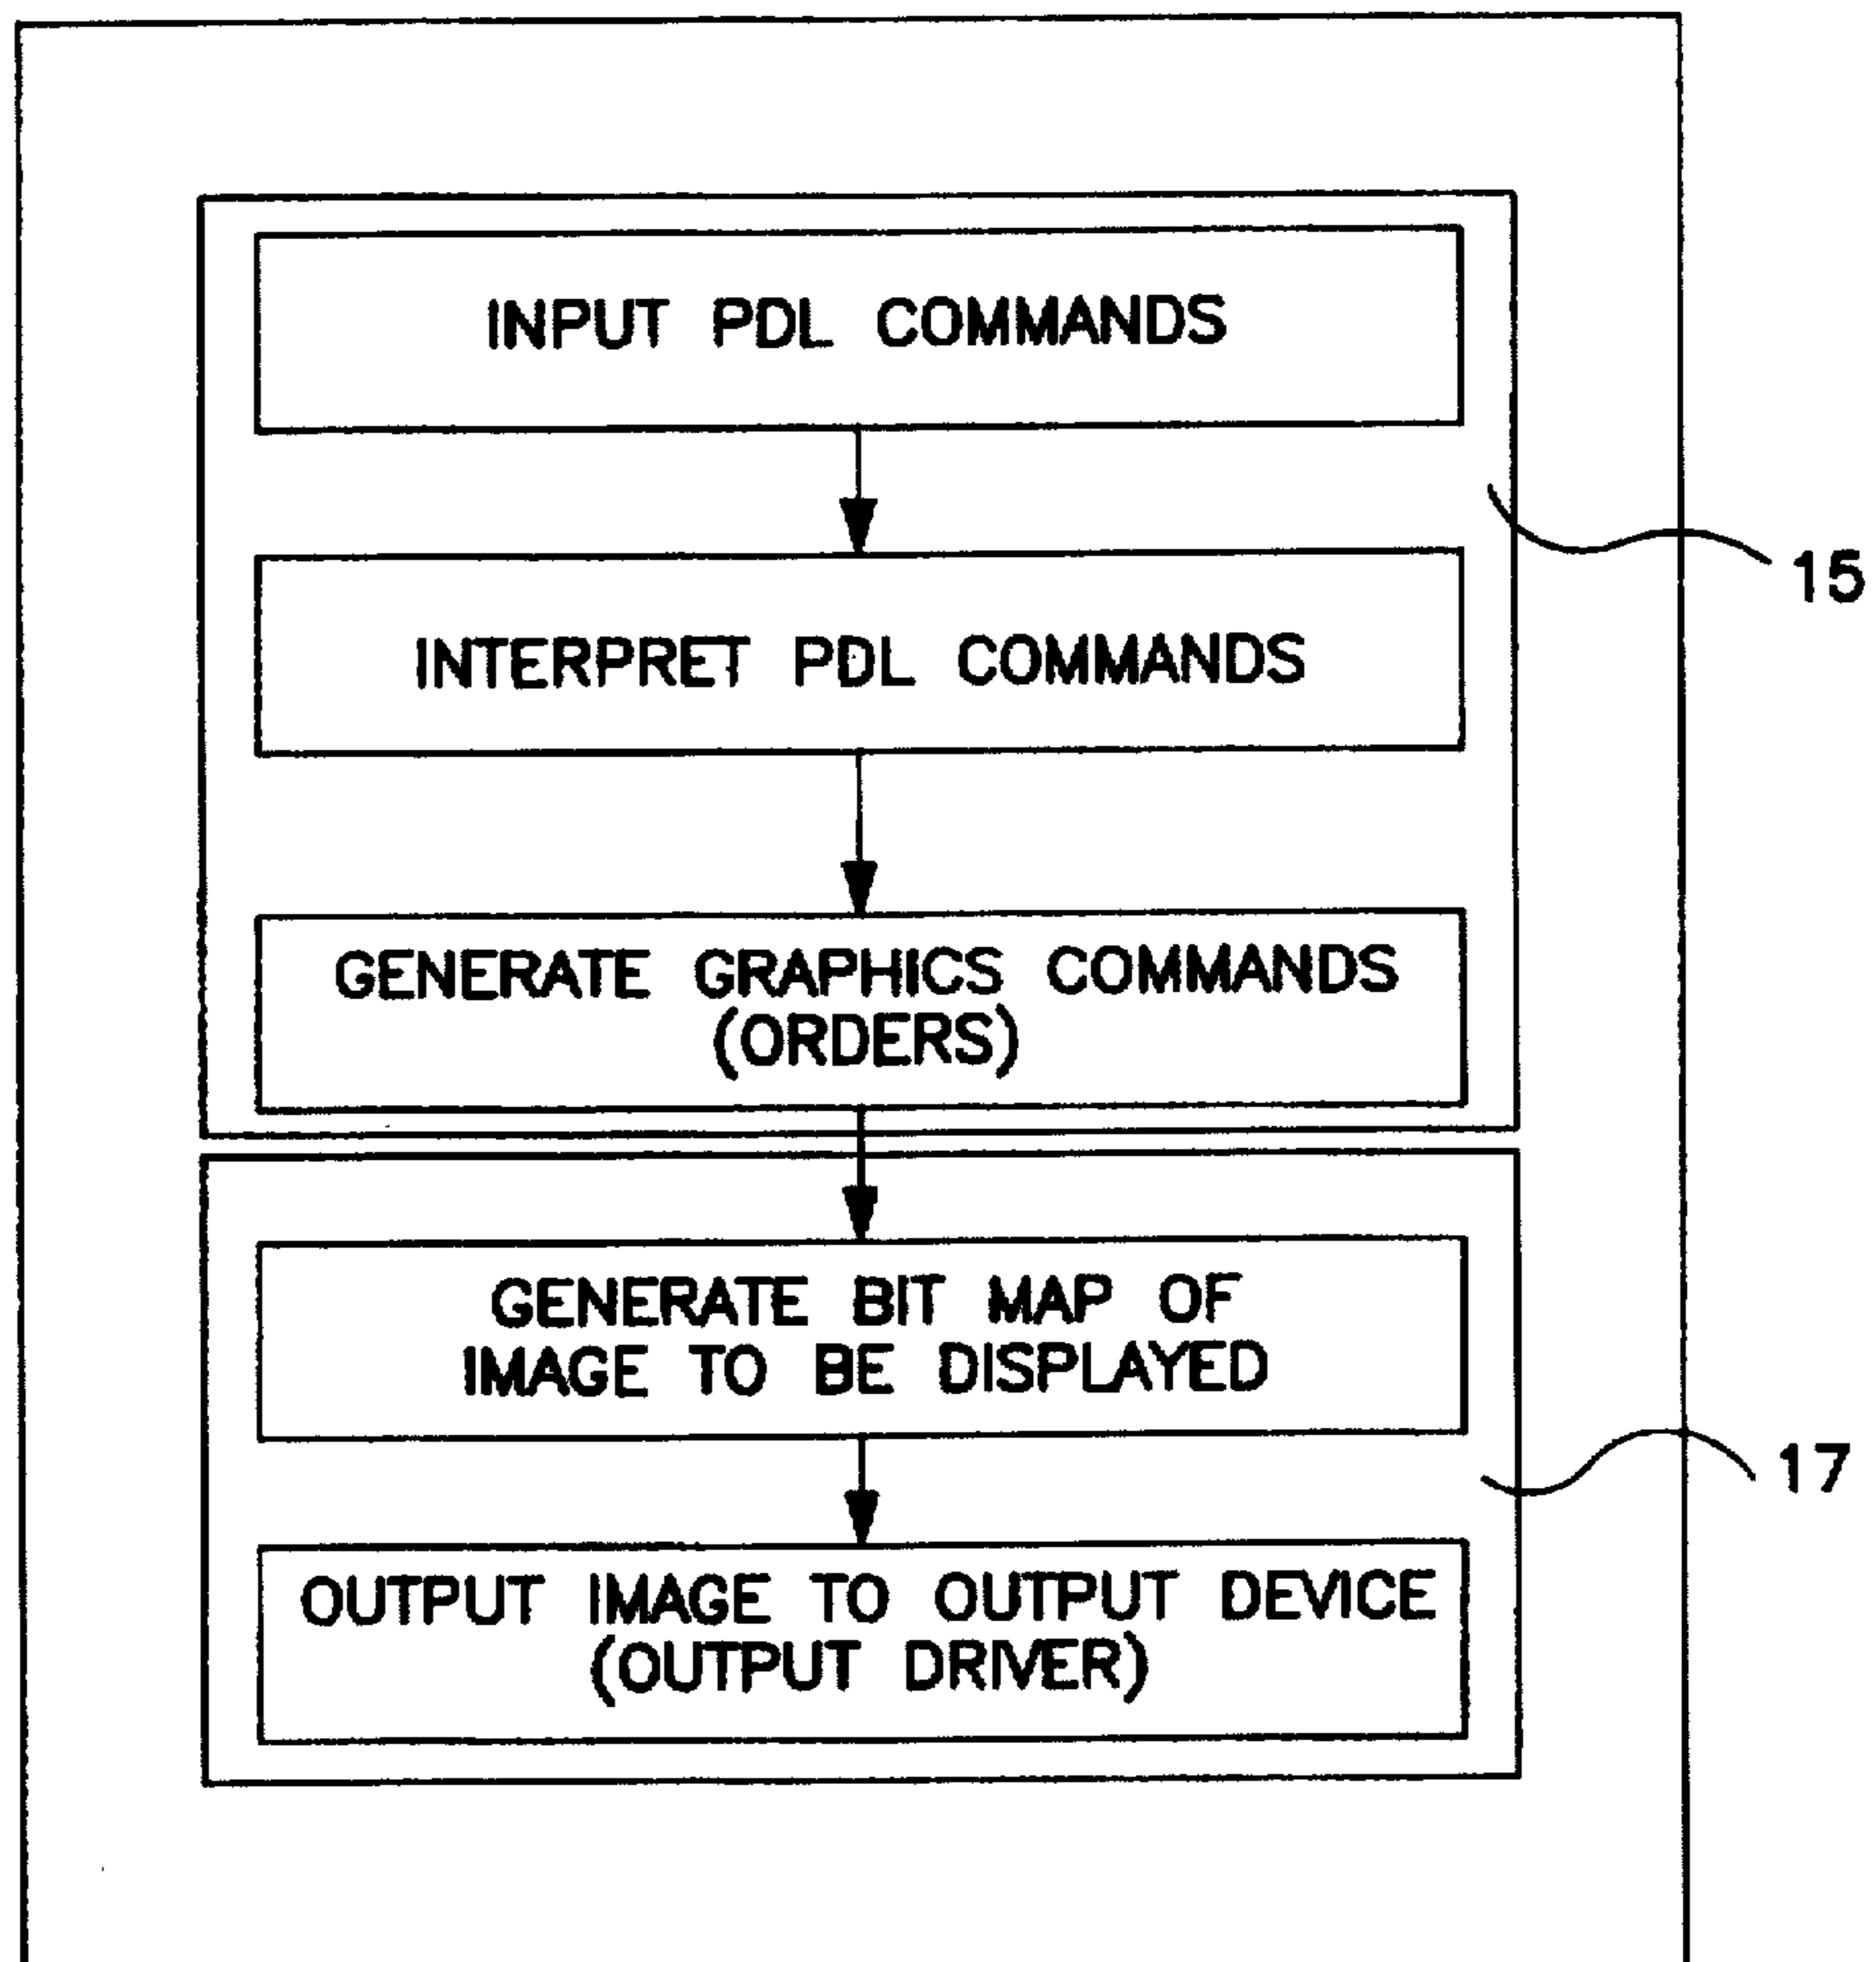 INPUT PDL COMMANDS
15
INTERPRET PDL COMMANDS
GENERATE GRAPHICS COMMANDS
(ORDERS)
GENERATE BIT MAP OF
IMAGE TO BE DISPLAYED
17
OUTPUT IMAGE TO OUTPUT DEVICE
(OUTPUT DRIVER)